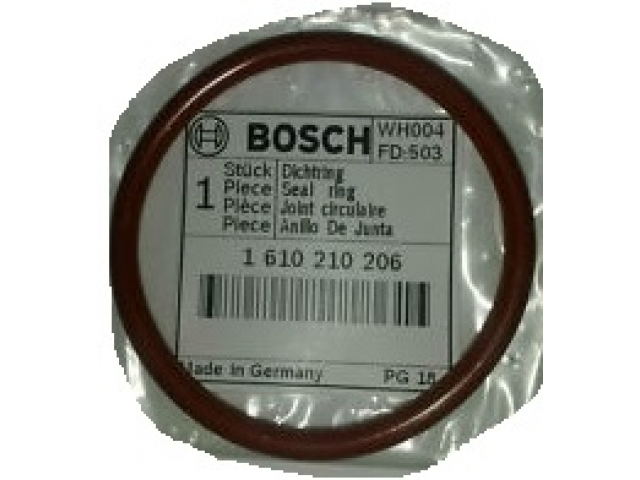 BOSCH
WH004
FD:503
1
Stück Dichtring
Piece Seal ring
Pièce Joint circulaire
Piece Anillo De Junta
1 610 210 206
Made in Germany
PG 15